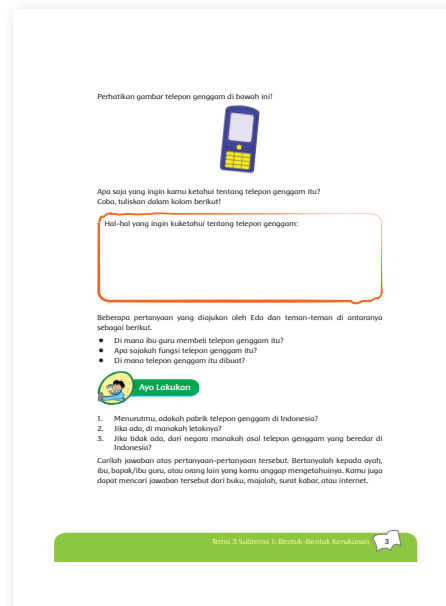 Perhatikan gambar telepon genggam di bawah ini!
Apa saja yang ingin kamu ketahui tentang telepon genggam itu?
Coba, tuliskan dalam kolom berikut!
Hal-hal yang ingin kuketahui tentang telepon genggam:
Beberapa pertanyaan yang diajukan oleh Edo dan teman-teman di antaranya
sebagai berikut.
• Di mana ibu guru membeli telepon genggam itu?
• Apa sajakah fungsi telepon genggam itu?
• Di mana telepon genggam itu dibuat?
Ayo Lakukan
1. Menurutmu, adakah pabrik telepon genggam di Indonesia?
2. Jika ada, di manakah letaknya?
3. Jika tidak ada, dari negara manakah asal telepon genggam yang beredar di
Indonesia?
Carilah jawaban atas pertanyaan-pertanyaan tersebut. Bertanyalah kepada ayah,
ibu, bapak/ibu guru, atau orang lain yang kamu anggap mengetahuinya. Kamu juga
dapat mencari jawaban tersebut dari buku, majalah, surat kabar, atau internet.
Tema 3 Subtema 1: Bentuk-Bentuk Kerukunan 3